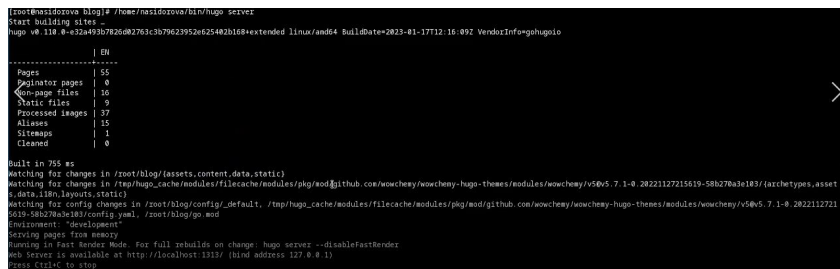 [root@nasidorova blog]# /home/nasidorova/bin/hugo server
Start building sites …
hugo v0.110.0-e32a493b7826d02763c3b79623952e625402b168+extended linux/amd64 BuildDate=2023-01-17T12:16:09Z VendorInfo=gohugoio
| EN
-------------------+-----
Pages | 55
Paginator pages | 0
Non-page files | 16
Static files | 9
Processed images | 37
Aliases | 15
Sitemaps | 1
Cleaned | 0
Built in 755 ms
Watching for changes in /root/blog/{assets,content,data,static}
Watching for changes in /tmp/hugo_cache/modules/filecache/modules/pkg/mod/github.com/wowchemy/wowchemy-hugo-themes/modules/wowchemy/v5@v5.7.1-0.20221127215619-58b270a3e103/{archetypes,asset
s,data,i18n,layouts,static}
Watching for config changes in /root/blog/config/_default, /tmp/hugo_cache/modules/filecache/modules/pkg/mod/github.com/wowchemy/wowchemy-hugo-themes/modules/wowchemy/v5@v5.7.1-0.2022112721
5619-58b270a3e103/config.yaml, /root/blog/go.mod
Environment: "development"
Serving pages from memory
Running in Fast Render Mode. For full rebuilds on change: hugo server --disableFastRender
Web Server is available at http://localhost:1313/ (bind address 127.0.0.1)
Press Ctrl+C to stop